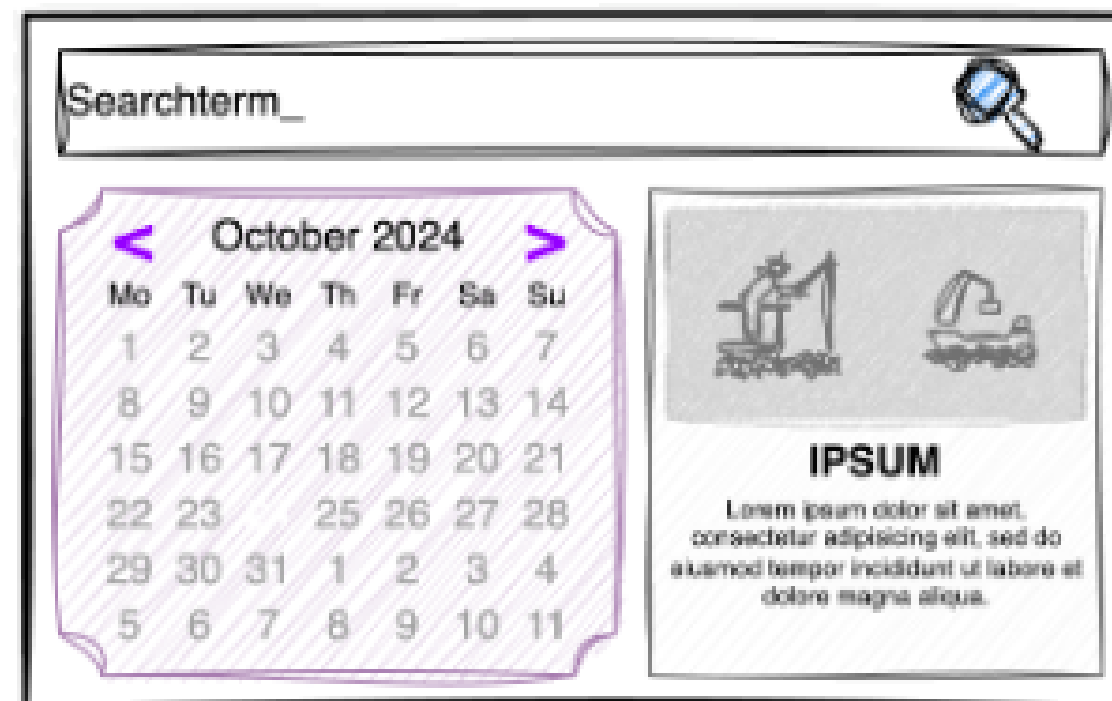 Searchterm_
< October 2024 >
Mo Tu We Th Fr Sa Su
1 2 3 4 5 6 7
8 9 10 11 12 13 14
15 16 17 18 19 20 21
22 23 25 26 27 28
29 30 31 1 2 3 4
5 6 7 8 9 10 11
IPSUM
Lorem ipsum dolor sit amet,
consectetur adipisicing elit, sed do
eiusmod tempor incididunt ut labore et
dolore magna aliqua.